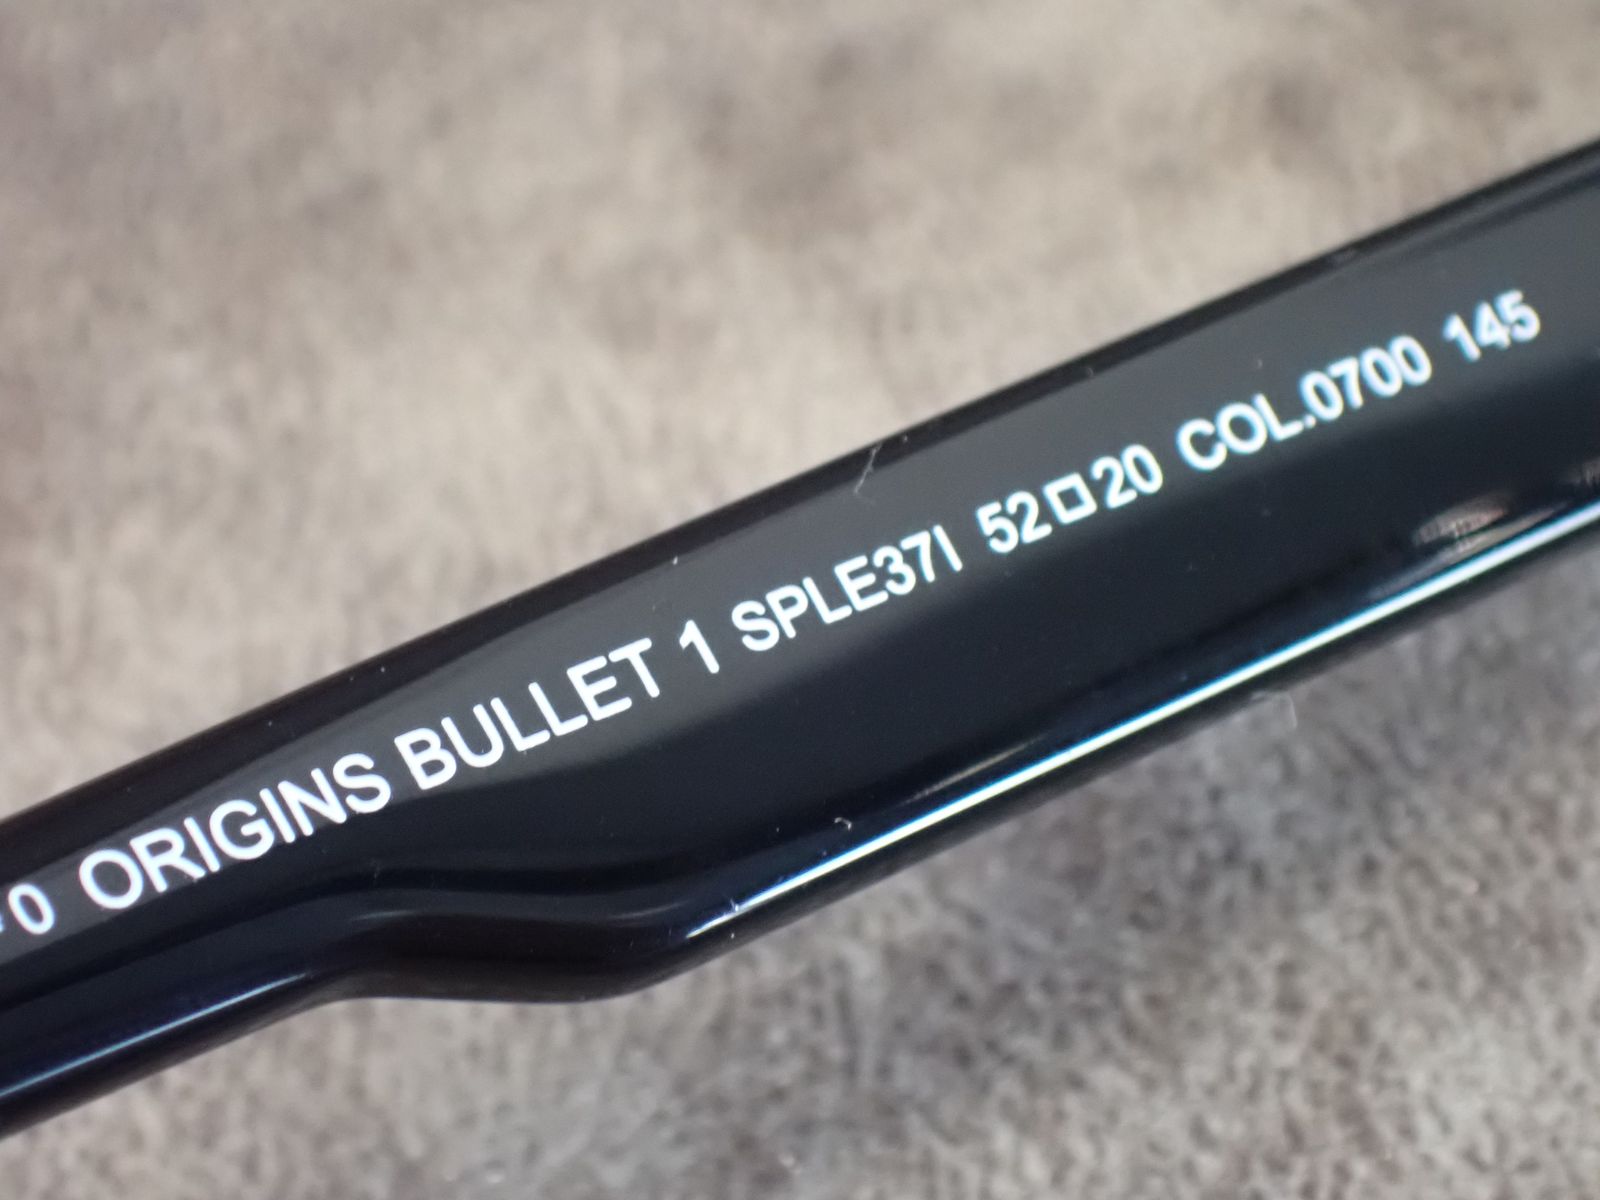 0 ORIGINS BULLET 1 SPLE37I 52□20 COL.0700 145